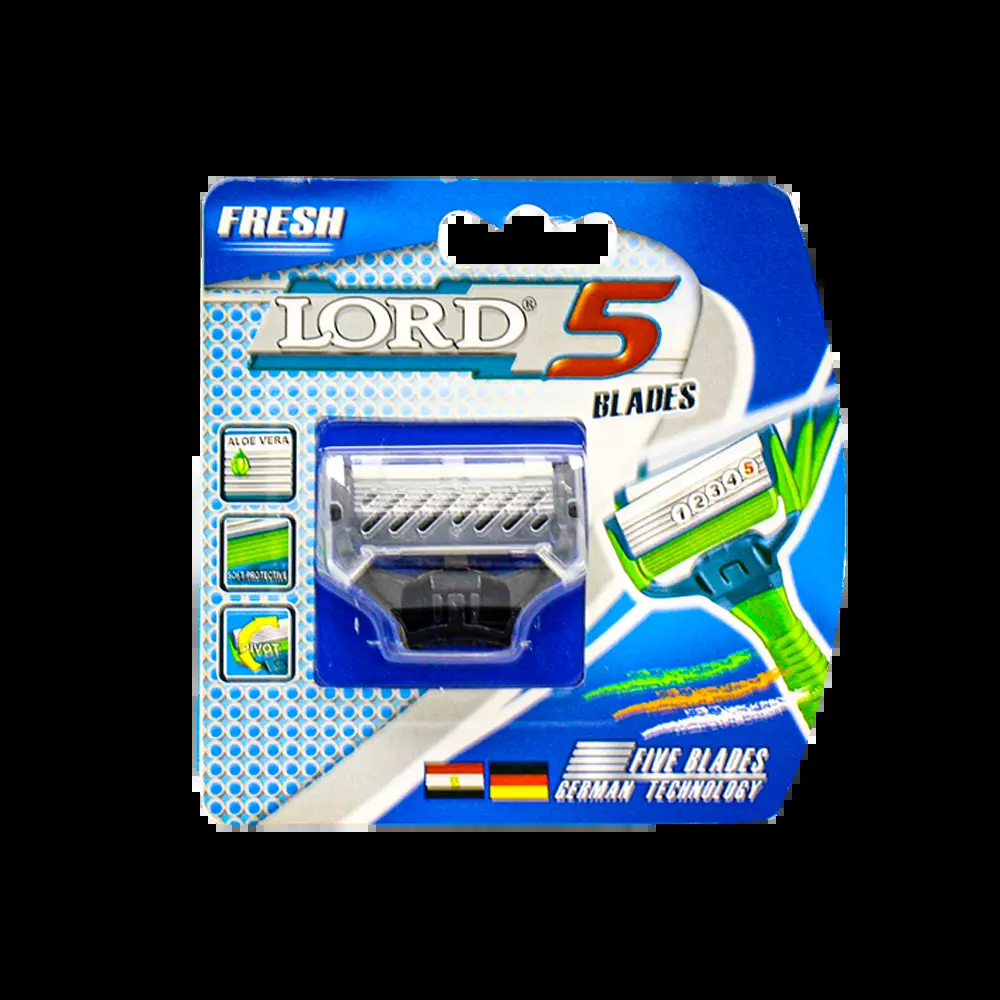 FRESH
LORD® 5
BLADES
ALOE VERA
1 2 3 4 5
SOFT PROTECTIVE
PIVOT
FIVE BLADES
GERMAN TECHNOLOGY